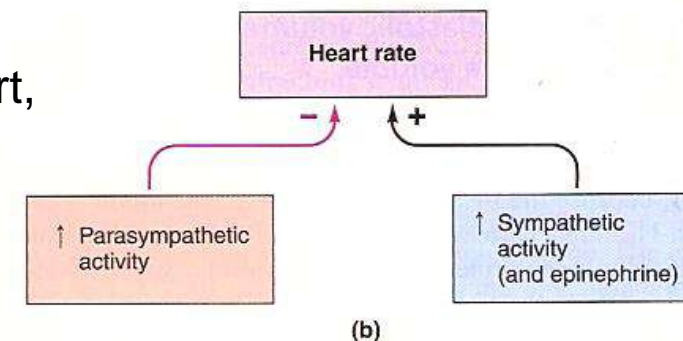 rt,
Heart rate
- +
↑ Parasympathetic
activity
↑ Sympathetic
activity
(and epinephrine)
(b)